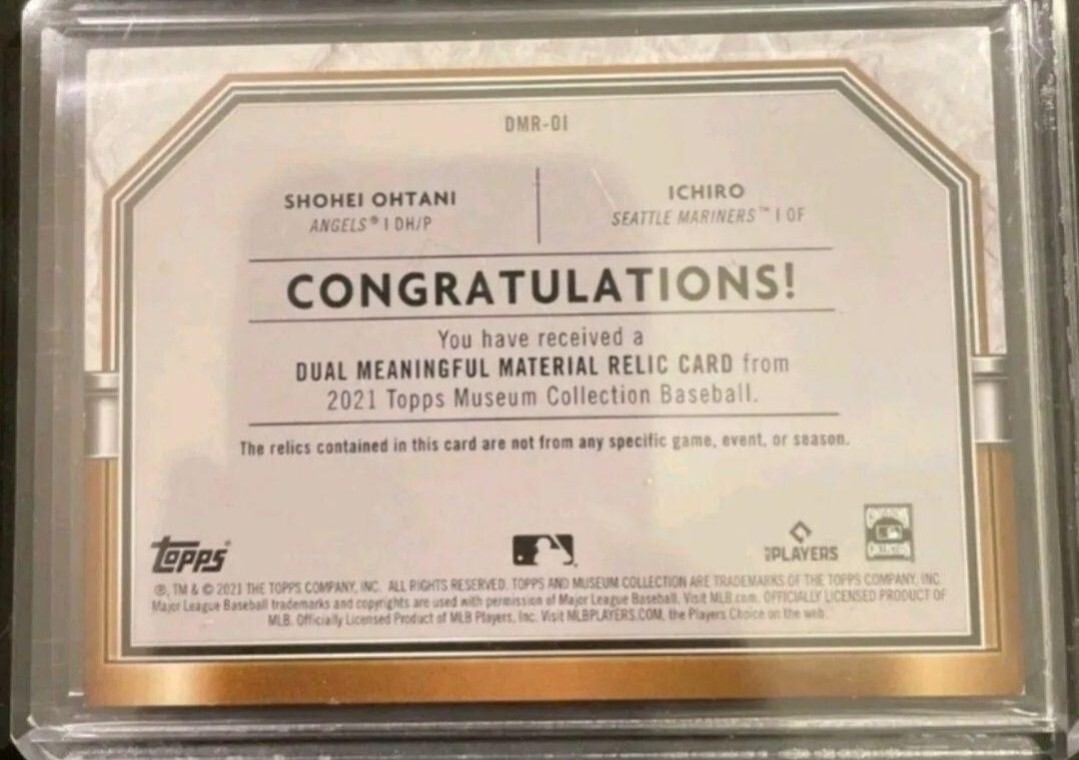 DMR-OI
SHOHEI OHTANI
ANGELS® | DH/P
ICHIRO
SEATTLE MARINERS™ | OF
CONGRATULATIONS!
You have received a
DUAL MEANINGFUL MATERIAL RELIC CARD from
2021 Topps Museum Collection Baseball.
The relics contained in this card are not from any specific game, event, or season.
topps®
PLAYERS
COLLECTION
®, TM & © 2021 THE TOPPS COMPANY, INC. ALL RIGHTS RESERVED. TOPPS AND MUSEUM COLLECTION ARE TRADEMARKS OF THE TOPPS COMPANY, INC.
Major League Baseball trademarks and copyrights are used with permission of Major League Baseball. Visit MLB.com. OFFICIALLY LICENSED PRODUCT OF
MLB. Officially Licensed Product of MLB Players, Inc. Visit MLBPLAYERS.COM, the Players Choice on the web.